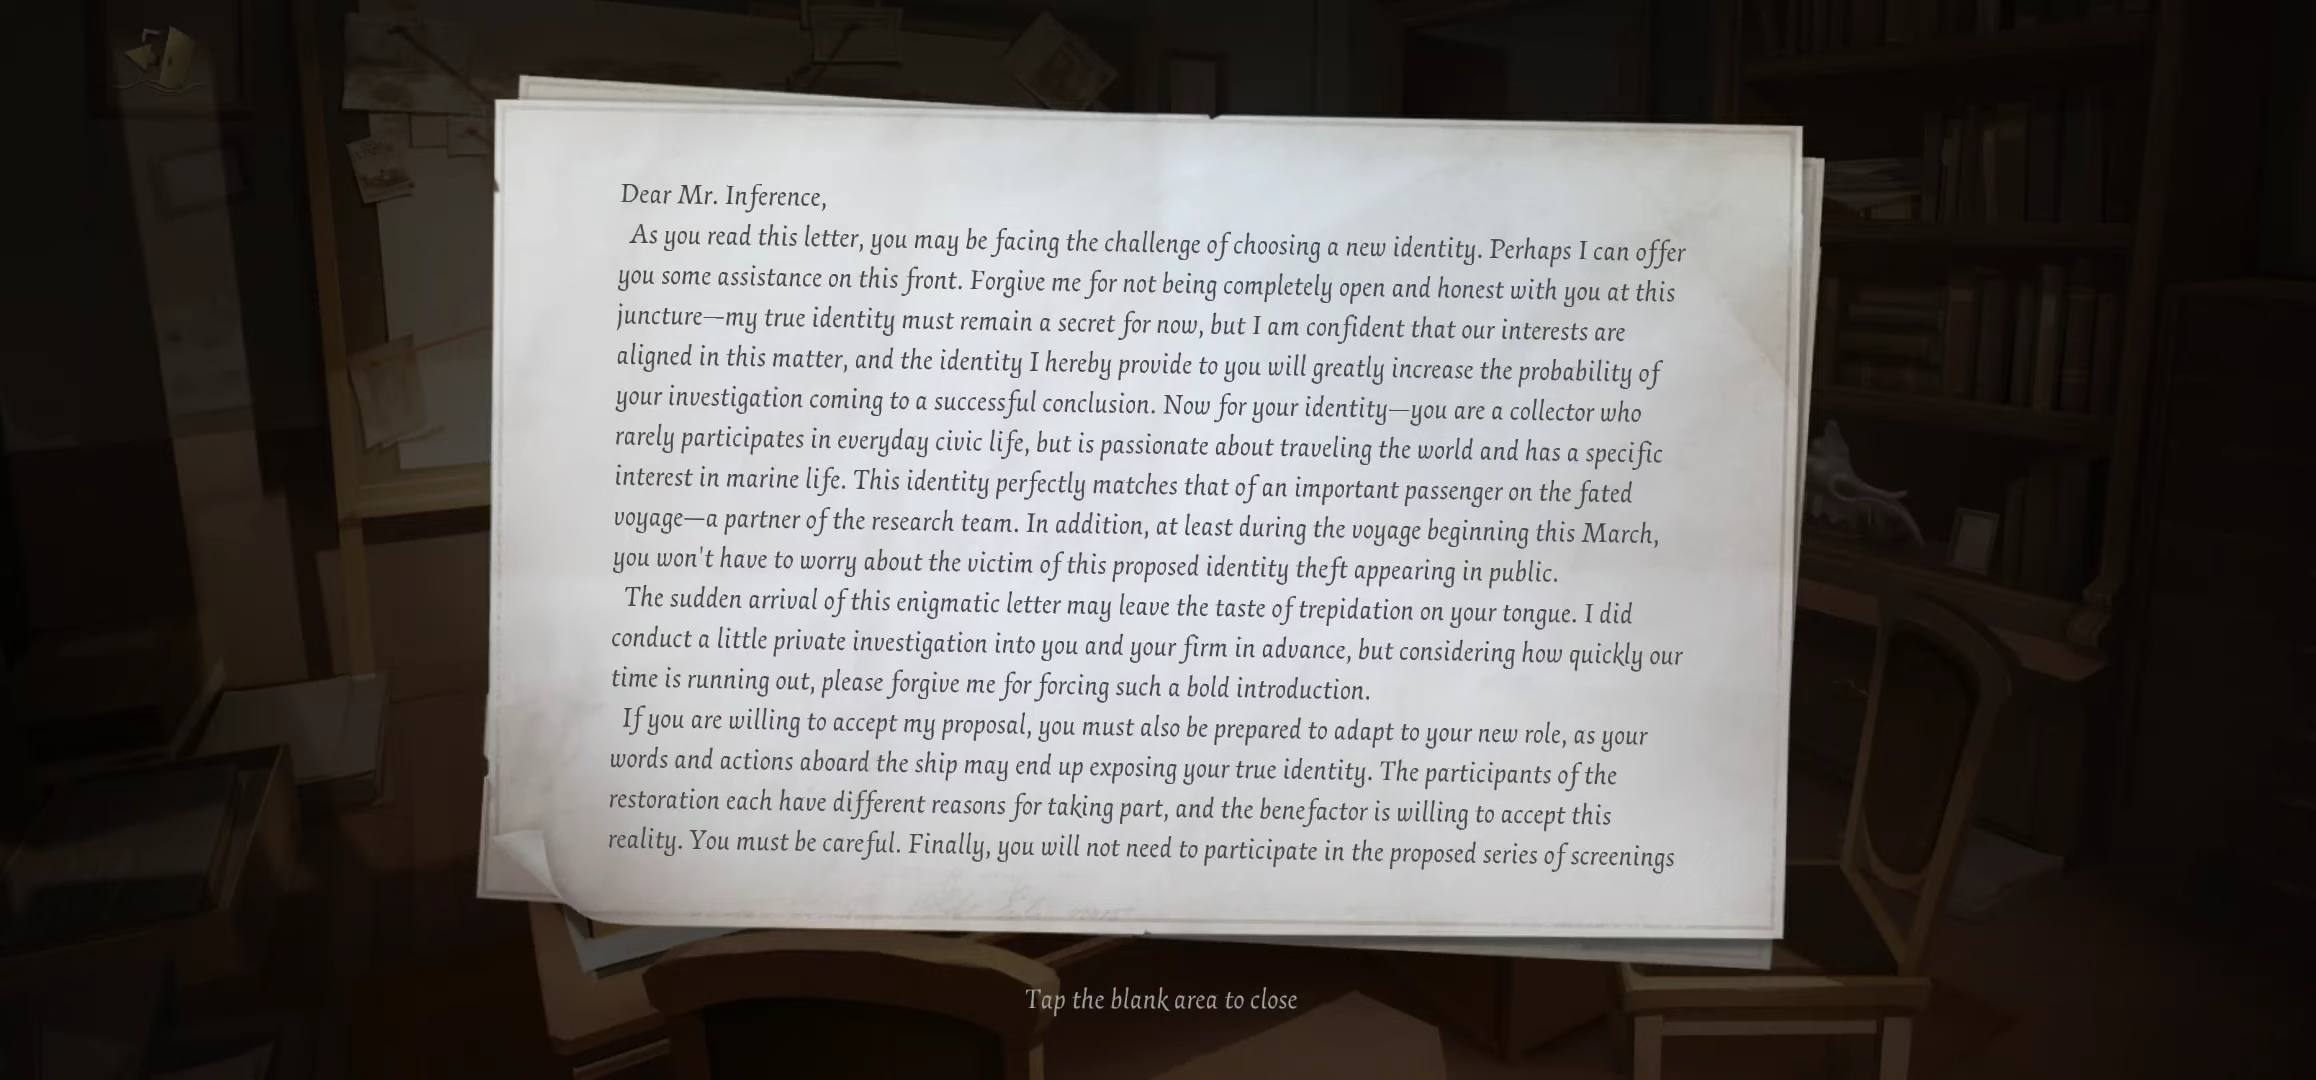 Dear Mr. Inference,
As you read this letter, you may be facing the challenge of choosing a new identity. Perhaps I can offer
you some assistance on this front. Forgive me for not being completely open and honest with you at this
juncture—my true identity must remain a secret for now, but I am confident that our interests are
aligned in this matter, and the identity I hereby provide to you will greatly increase the probability of
your investigation coming to a successful conclusion. Now for your identity—you are a collector who
rarely participates in everyday civic life, but is passionate about traveling the world and has a specific
interest in marine life. This identity perfectly matches that of an important passenger on the fated
voyage—a partner of the research team. In addition, at least during the voyage beginning this March,
you won't have to worry about the victim of this proposed identity theft appearing in public.
The sudden arrival of this enigmatic letter may leave the taste of trepidation on your tongue. I did
conduct a little private investigation into you and your firm in advance, but considering how quickly our
time is running out, please forgive me for forcing such a bold introduction.
If you are willing to accept my proposal, you must also be prepared to adapt to your new role, as your
words and actions aboard the ship may end up exposing your true identity. The participants of the
restoration each have different reasons for taking part, and the benefactor is willing to accept this
reality. You must be careful. Finally, you will not need to participate in the proposed series of screenings
Tap the blank area to close